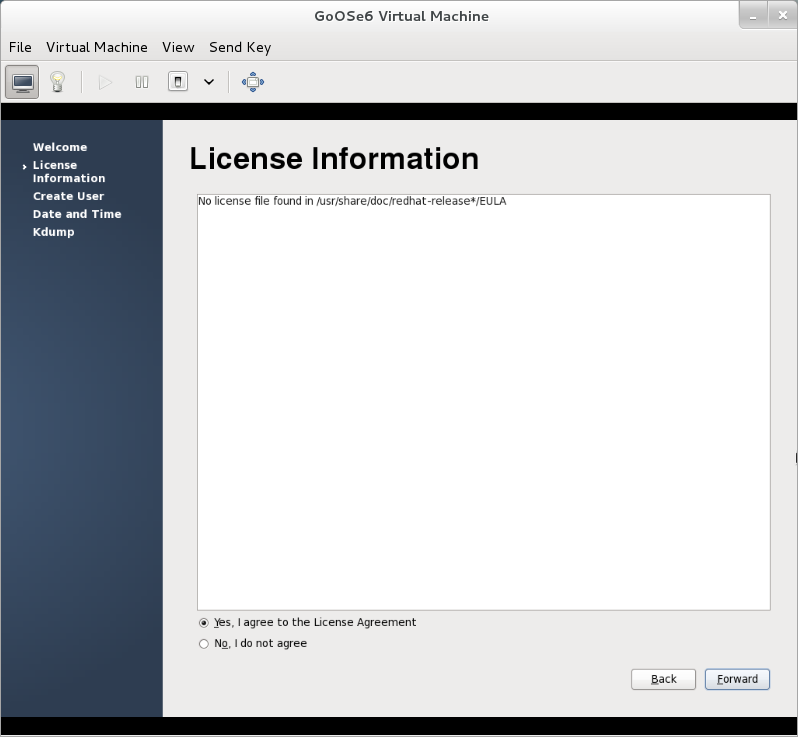 GoOSe6 Virtual Machine
File Virtual Machine View Send Key
Welcome
License
Information
Create User
Date and Time
Kdump
License Information
No license file found in /usr/share/doc/redhat-release*/EULA
Yes, I agree to the License Agreement
No, I do not agree
Back Forward